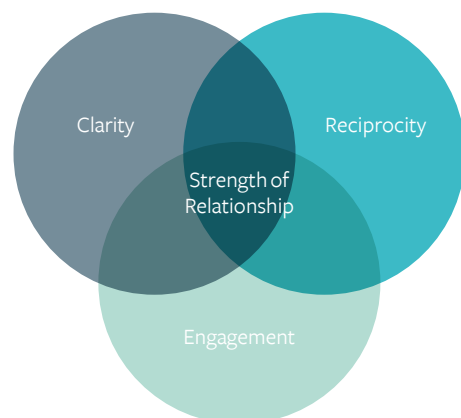 Clarity
Reciprocity
Strength of
Relationship
Engagement